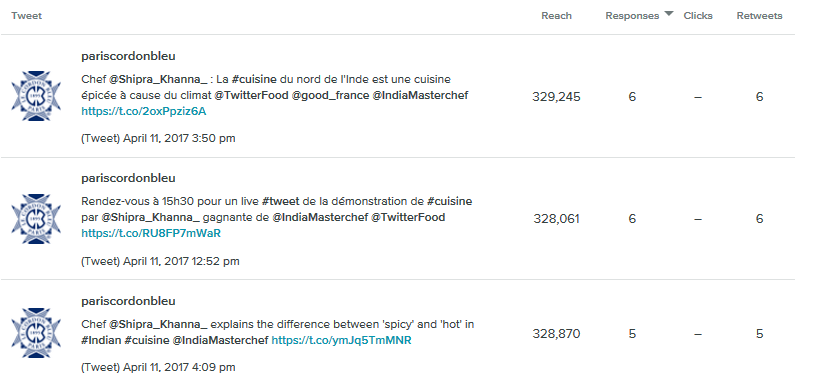 Tweet Reach Responses Clicks Retweets
pariscordonbleu
Chef @Shipra_Khanna_ : La #cuisine du nord de l'Inde est une cuisine
épicée à cause du climat @TwitterFood @good_france @IndiaMasterchef
https://t.co/2oxPpziz6A
329,245 6 – 6
(Tweet) April 11, 2017 3:50 pm
pariscordonbleu
Rendez-vous à 15h30 pour un live #tweet de la démonstration de #cuisine
par @Shipra_Khanna_ gagnante de @IndiaMasterchef @TwitterFood
https://t.co/RU8FP7mWaR
328,061 6 – 6
(Tweet) April 11, 2017 12:52 pm
pariscordonbleu
Chef @Shipra_Khanna_ explains the difference between 'spicy' and 'hot' in
#Indian #cuisine @IndiaMasterchef https://t.co/ymJq5TmMNR
328,870 5 – 5
(Tweet) April 11, 2017 4:09 pm